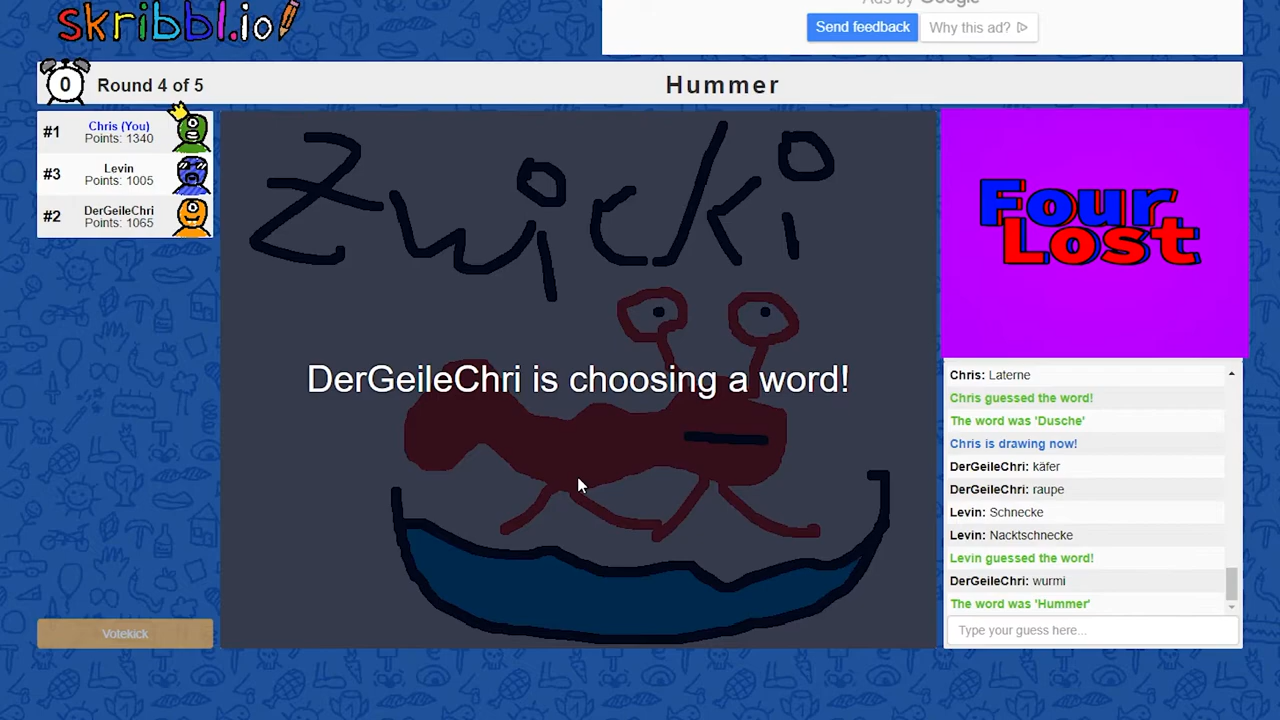 skribbl.io
Ads by Google
Send feedback
Why this ad?
0
Round 4 of 5
Hummer
#1
Chris (You)
Points: 1340
#3
Levin
Points: 1005
#2
DerGeileChri
Points: 1065
Zwicki
DerGeileChri is choosing a word!
Four
Lost
Chris: Laterne
Chris guessed the word!
The word was 'Dusche'
Chris is drawing now!
DerGeileChri: käfer
DerGeileChri: raupe
Levin: Schnecke
Levin: Nacktschnecke
Levin guessed the word!
DerGeileChri: wurmi
The word was 'Hummer'
Type your guess here...
Votekick